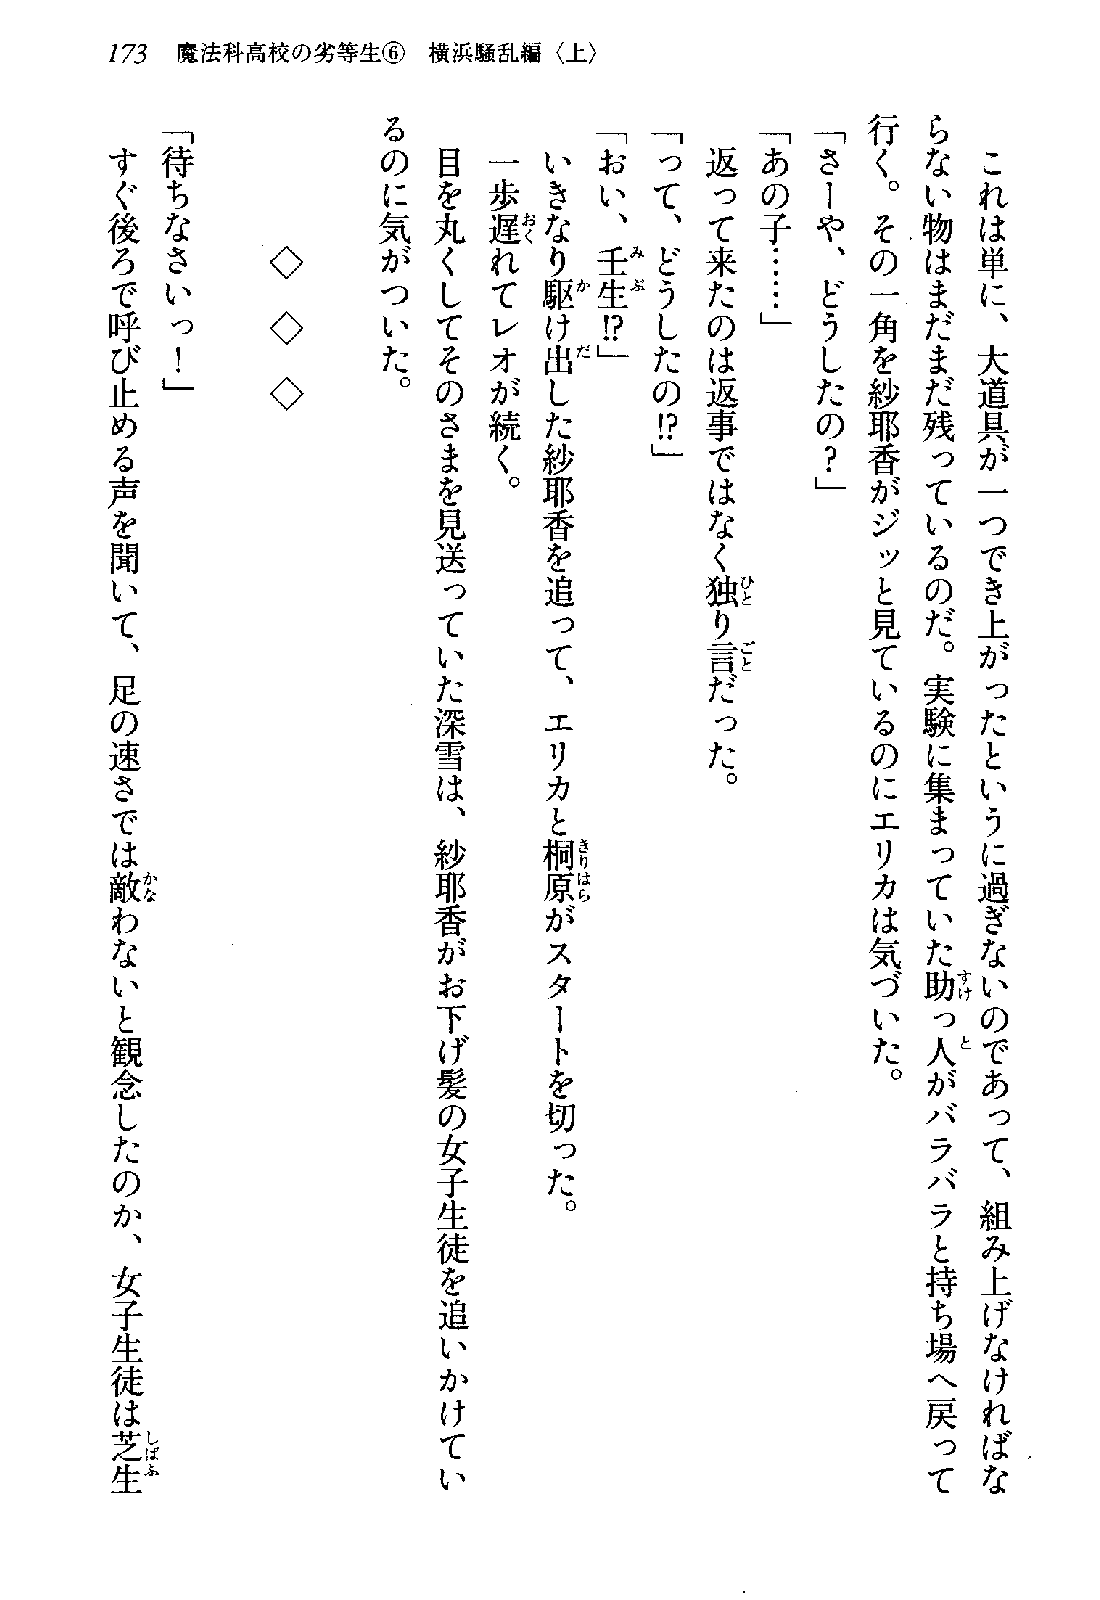 173　魔法科高校の劣等生⑥　横浜騒乱編〈上〉
これは単に、大道具が一つでき上がったというに過ぎないのであって、組み上げなければな
らない物はまだまだ残っているのだ。実験に集まっていた助っ人がバラバラと持ち場へ戻って
行く。その一角を紗耶香がジッと見ているのにエリカは気づいた。
「さーや、どうしたの？」
「あの子……」
返って来たのは返事ではなく独り言だった。
「って、どうしたの!?」
「おい、壬生!?」
いきなり駆け出した紗耶香を追って、エリカと桐原がスタートを切った。
一歩遅れてレオが続く。
目を丸くしてそのさまを見送っていた深雪は、紗耶香がお下げ髪の女子生徒を追いかけてい
るのに気がついた。
◇　◇　◇
「待ちなさいっ！」
すぐ後ろで呼び止める声を聞いて、足の速さでは敵わないと観念したのか、女子生徒は芝生